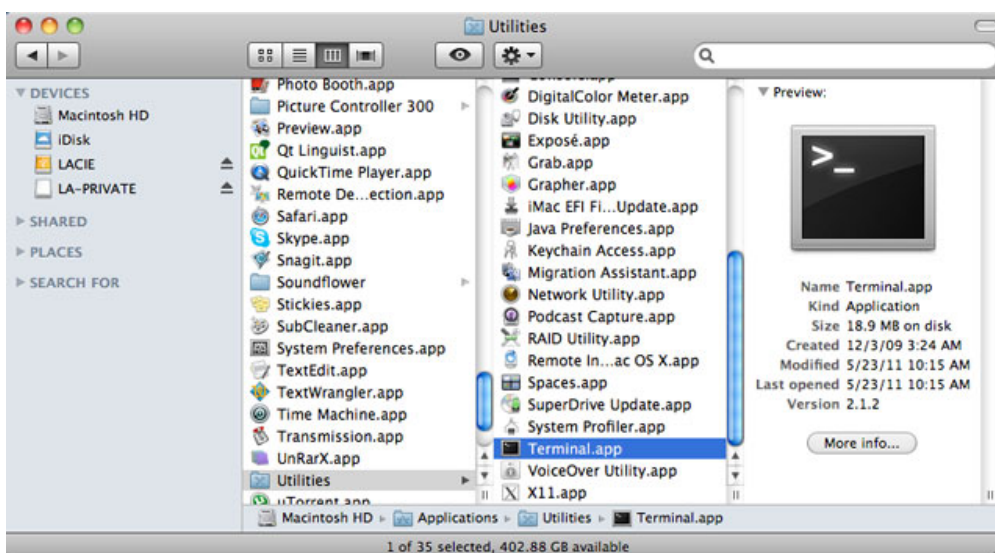 Utilities
DEVICES
Macintosh HD
iDisk
LACIE
LA-PRIVATE
SHARED
PLACES
SEARCH FOR
Photo Booth.app
Picture Controller 300
Preview.app
Qt Linguist.app
QuickTime Player.app
Remote De...ection.app
Safari.app
Skype.app
Snagit.app
Soundflower
Stickies.app
SubCleaner.app
System Preferences.app
TextEdit.app
TextWrangler.app
Time Machine.app
Transmission.app
UnRarX.app
Utilities
uTorrent.app
Console.app
DigitalColor Meter.app
Disk Utility.app
Exposé.app
Grab.app
Grapher.app
iMac EFI Fi...Update.app
Java Preferences.app
Keychain Access.app
Migration Assistant.app
Network Utility.app
Podcast Capture.app
RAID Utility.app
Remote In...ac OS X.app
Spaces.app
SuperDrive Update.app
System Profiler.app
Terminal.app
VoiceOver Utility.app
X11.app
Preview:
>_
Name Terminal.app
Kind Application
Size 18.9 MB on disk
Created 12/3/09 3:24 AM
Modified 5/23/11 10:15 AM
Last opened 5/23/11 10:15 AM
Version 2.1.2
More info...
Macintosh HD ▸ Applications ▸ Utilities ▸ Terminal.app
1 of 35 selected, 402.88 GB available